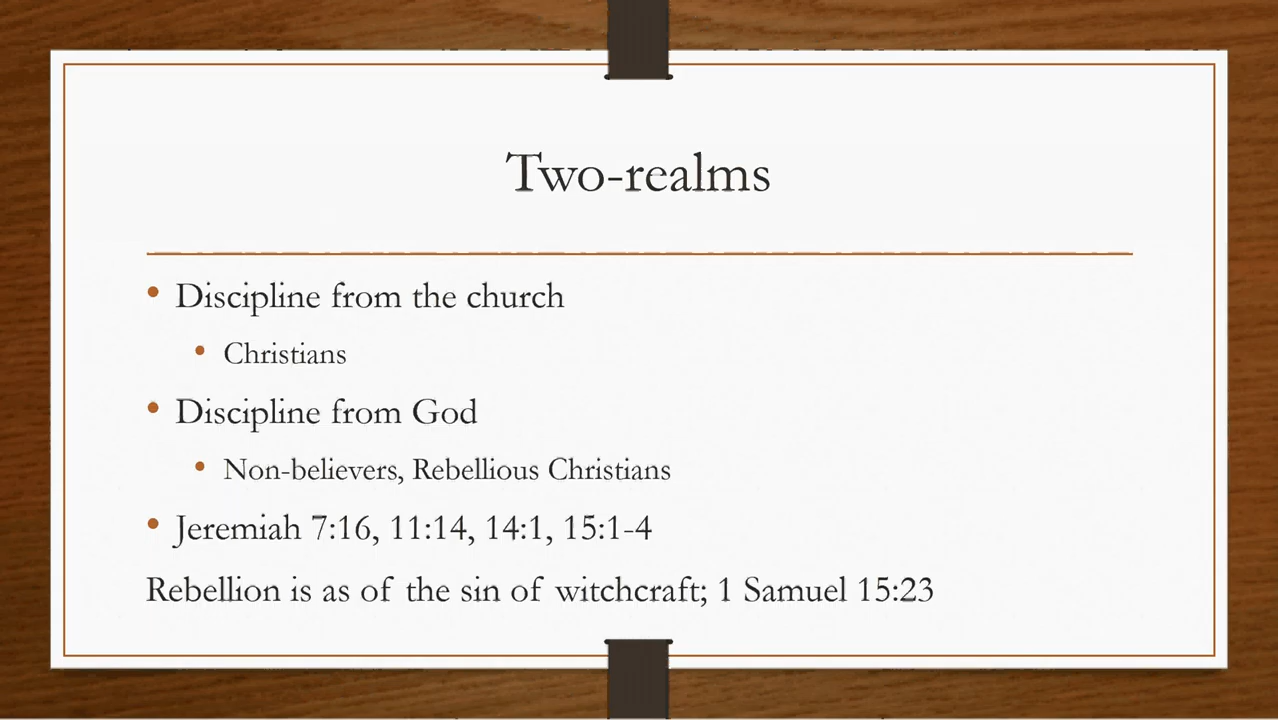 Two-realms
• Discipline from the church
• Christians
• Discipline from God
• Non-believers, Rebellious Christians
• Jeremiah 7:16, 11:14, 14:1, 15:1-4
Rebellion is as of the sin of witchcraft; 1 Samuel 15:23